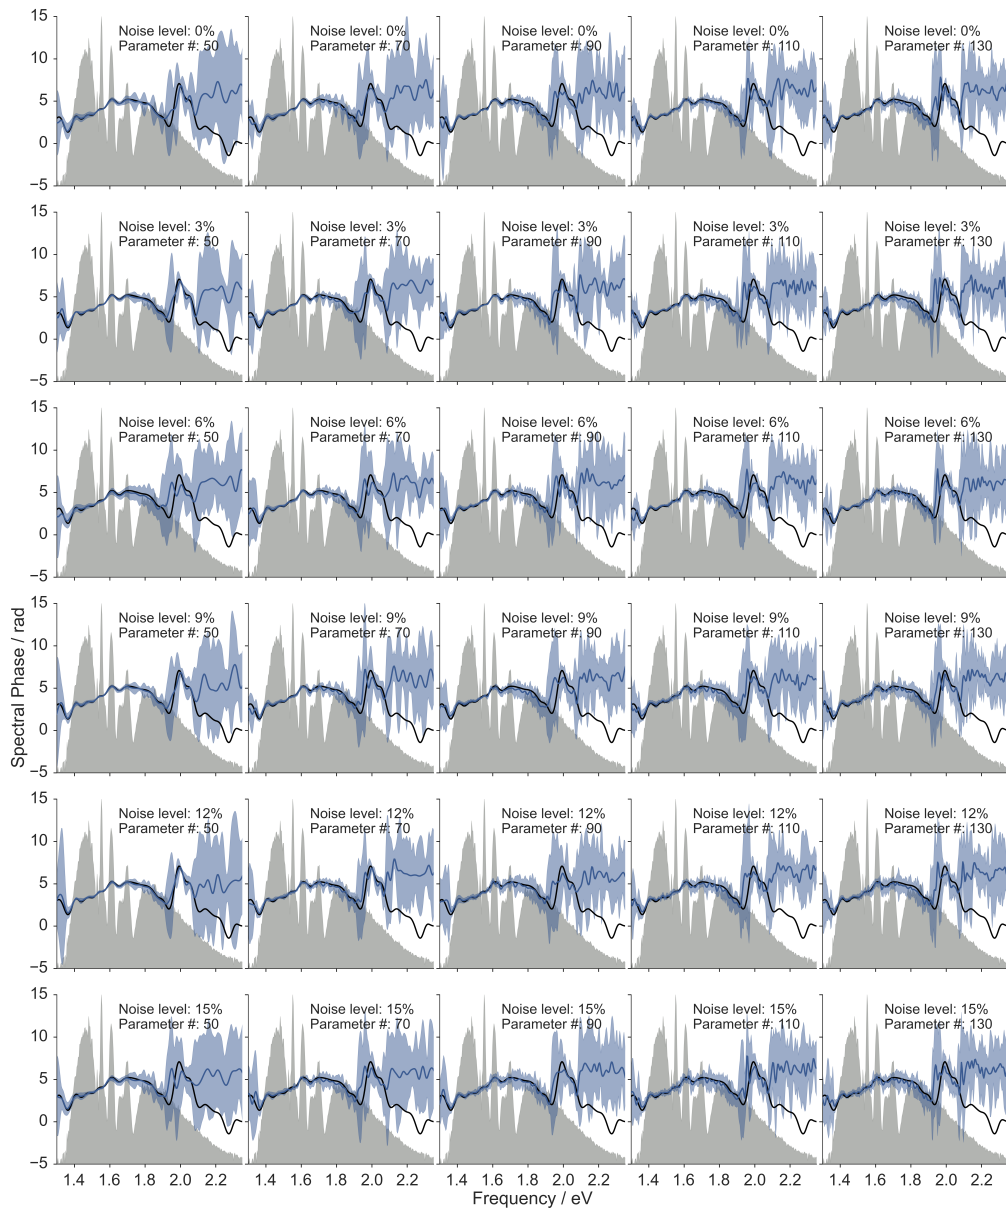 15
10
5
0
−5
Noise level: 0%
Parameter #: 50
Noise level: 0%
Parameter #: 70
Noise level: 0%
Parameter #: 90
Noise level: 0%
Parameter #: 110
Noise level: 0%
Parameter #: 130
15
10
5
0
−5
Noise level: 3%
Parameter #: 50
Noise level: 3%
Parameter #: 70
Noise level: 3%
Parameter #: 90
Noise level: 3%
Parameter #: 110
Noise level: 3%
Parameter #: 130
15
10
5
0
−5
Noise level: 6%
Parameter #: 50
Noise level: 6%
Parameter #: 70
Noise level: 6%
Parameter #: 90
Noise level: 6%
Parameter #: 110
Noise level: 6%
Parameter #: 130
Spectral Phase / rad
15
10
5
0
−5
Noise level: 9%
Parameter #: 50
Noise level: 9%
Parameter #: 70
Noise level: 9%
Parameter #: 90
Noise level: 9%
Parameter #: 110
Noise level: 9%
Parameter #: 130
15
10
5
0
−5
Noise level: 12%
Parameter #: 50
Noise level: 12%
Parameter #: 70
Noise level: 12%
Parameter #: 90
Noise level: 12%
Parameter #: 110
Noise level: 12%
Parameter #: 130
15
10
5
0
−5
Noise level: 15%
Parameter #: 50
Noise level: 15%
Parameter #: 70
Noise level: 15%
Parameter #: 90
Noise level: 15%
Parameter #: 110
Noise level: 15%
Parameter #: 130
1.4 1.6 1.8 2.0 2.2 1.4 1.6 1.8 2.0 2.2 1.4 1.6 1.8 2.0 2.2 1.4 1.6 1.8 2.0 2.2 1.4 1.6 1.8 2.0 2.2
Frequency / eV